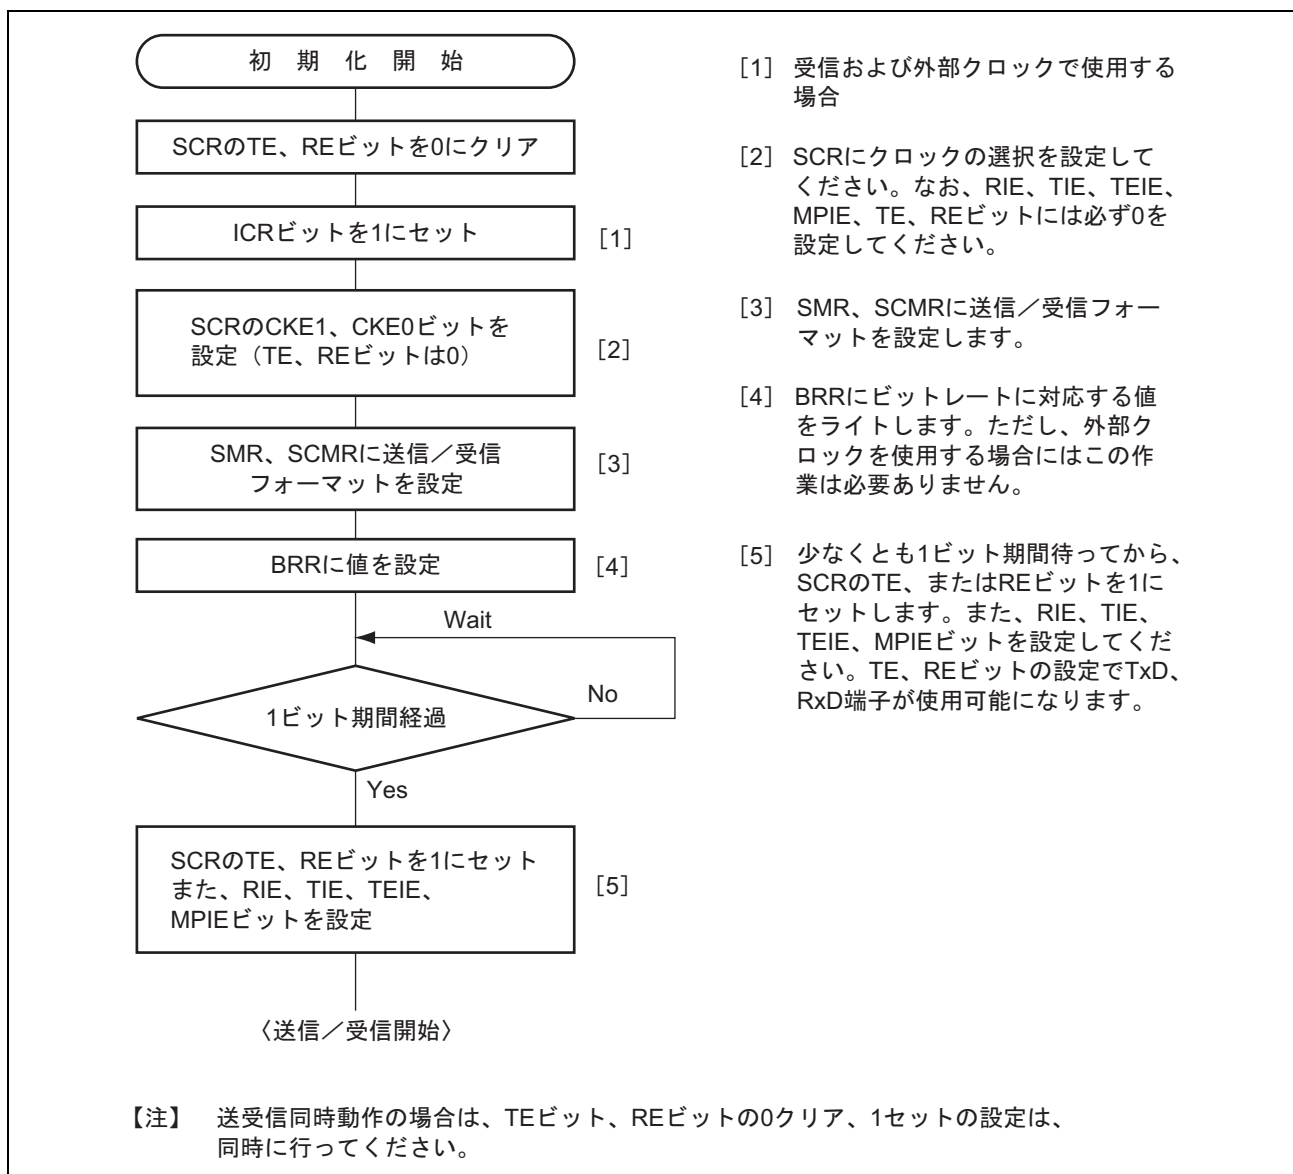 初 期 化 開 始
SCRのTE、REビットを0にクリア
ICRビットを1にセット
[1]
SCRのCKE1、CKE0ビットを
設定（TE、REビットは0）
[2]
SMR、SCMRに送信／受信
フォーマットを設定
[3]
BRRに値を設定
[4]
Wait
1ビット期間経過
No
Yes
SCRのTE、REビットを1にセット
また、RIE、TIE、TEIE、
MPIEビットを設定
[5]
〈送信／受信開始〉
[1] 受信および外部クロックで使用する
場合
[2] SCRにクロックの選択を設定して
ください。なお、RIE、TIE、TEIE、
MPIE、TE、REビットには必ず0を
設定してください。
[3] SMR、SCMRに送信／受信フォー
マットを設定します。
[4] BRRにビットレートに対応する値
をライトします。ただし、外部ク
ロックを使用する場合にはこの作
業は必要ありません。
[5] 少なくとも1ビット期間待ってから、
SCRのTE、またはREビットを1に
セットします。また、RIE、TIE、
TEIE、MPIEビットを設定してくだ
さい。TE、REビットの設定でTxD、
RxD端子が使用可能になります。
【注】 送受信同時動作の場合は、TEビット、REビットの0クリア、1セットの設定は、
同時に行ってください。